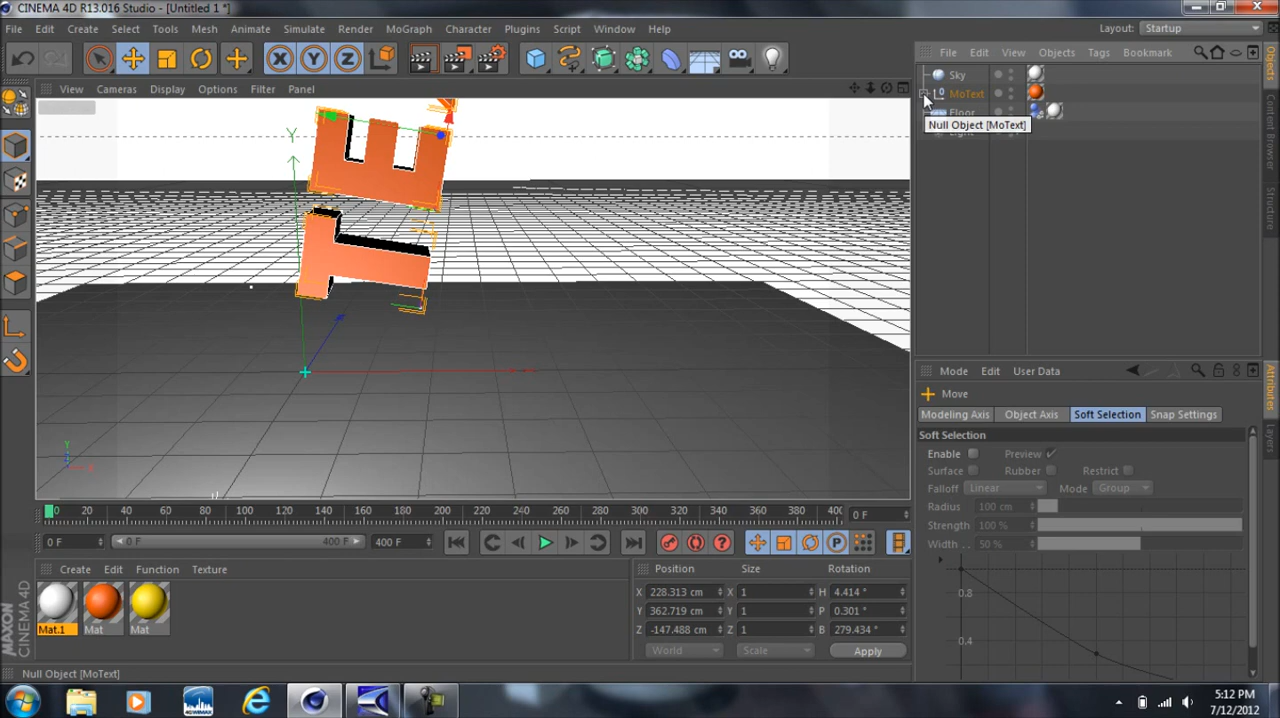 CINEMA 4D R13.016 Studio - [Untitled 1 *]
File Edit Create Select Tools Mesh Animate Simulate Render MoGraph Character Plugins Script Window Help Layout: Startup
File Edit View Objects Tags Bookmark
View Cameras Display Options Filter Panel
Sky
MoText
Floor
Null Object [MoText]
Objects
Content Browser
Structure
X Y Z
E
T
Y
Mode Edit User Data
Move
Modeling Axis Object Axis Soft Selection Snap Settings
Soft Selection
Enable Preview
Surface Rubber Restrict
Falloff Linear Mode Group
Radius 100 cm
Strength 100 %
Width . . 50 %
0.8
0.4
Attributes
Layers
0 20 40 60 80 100 120 140 160 180 200 220 240 260 280 300 320 340 360 380 40 0 F
0 F 0 F 400 F 400 F
Create Edit Function Texture
Mat.1 Mat Mat
Position Size Rotation
X 228.313 cm X 1 H 4.414 °
Y 362.719 cm Y 1 P 0.301 °
Z -147.488 cm Z 1 B 279.434 °
World Scale Apply
MAXON CINEMA 4D
Null Object [MoText]
5:12 PM
7/12/2012